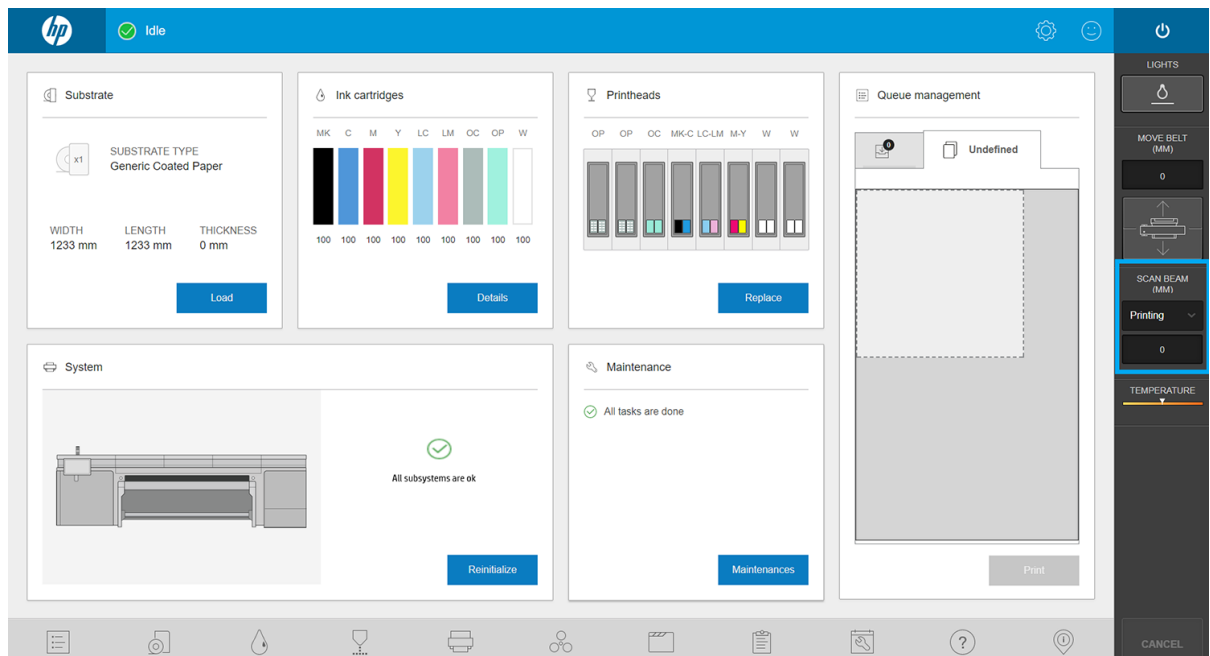 hp
Idle
Substrate
x1
SUBSTRATE TYPE
Generic Coated Paper
WIDTH LENGTH THICKNESS
1233 mm 1233 mm 0 mm
Load
Ink cartridges
MK C M Y LC LM OC OP W
100 100 100 100 100 100 100 100 100
Details
Printheads
OP OP OC MK-C LC-LM M-Y W W
Replace
Queue management
0
Undefined
Print
System
All subsystems are ok
Reinitialize
Maintenance
All tasks are done
Maintenances
LIGHTS
MOVE BELT
(MM)
0
SCAN BEAM
(MM)
Printing
0
TEMPERATURE
CANCEL
?